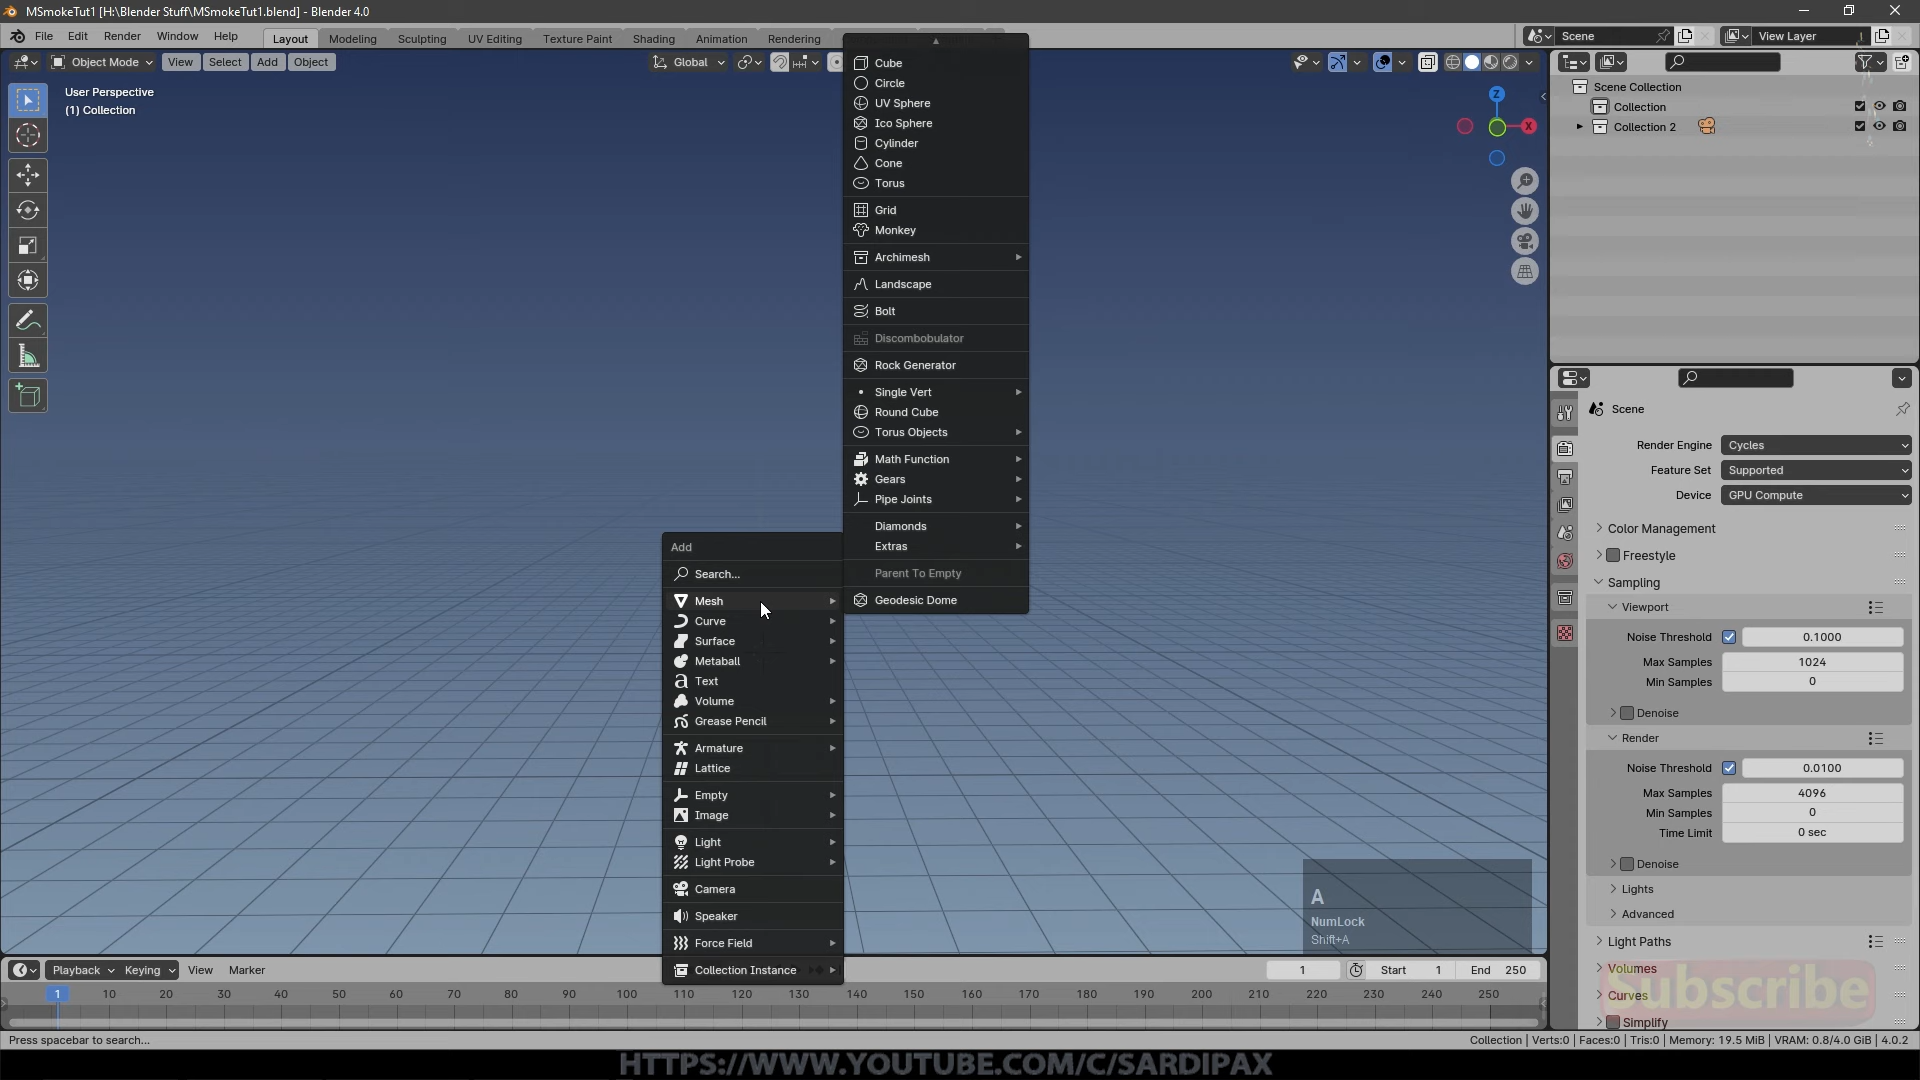 MSmokeTut1 [H:\Blender Stuff\MSmokeTut1.blend] - Blender 4.0
File Edit Render Window Help Layout Modeling Sculpting UV Editing Texture Paint Shading Animation Rendering Scene View Layer
Object Mode View Select Add Object Global
User Perspective
(1) Collection
Cube
Circle
UV Sphere
Ico Sphere
Cylinder
Cone
Torus
Grid
Monkey
Archimesh
Landscape
Bolt
Discombobulator
Rock Generator
Single Vert
Round Cube
Torus Objects
Math Function
Gears
Pipe Joints
Diamonds
Extras
Parent To Empty
Geodesic Dome
Add
Search...
Mesh
Curve
Surface
Metaball
Text
Volume
Grease Pencil
Armature
Lattice
Empty
Image
Light
Light Probe
Camera
Speaker
Force Field
Collection Instance
Z
X
A
NumLock
Shift+A
Scene Collection
Collection
Collection 2
Scene
Render Engine Cycles
Feature Set Supported
Device GPU Compute
Color Management
Freestyle
Sampling
Viewport
Noise Threshold 0.1000
Max Samples 1024
Min Samples 0
Denoise
Render
Noise Threshold 0.0100
Max Samples 4096
Min Samples 0
Time Limit 0 sec
Denoise
Lights
Advanced
Light Paths
Volumes
Curves
Simplify
Subscribe
Playback Keying View Marker 1 Start 1 End 250
1 10 20 30 40 50 60 70 80 90 100 110 120 130 140 150 160 170 180 190 200 210 220 230 240 250
Press spacebar to search...
Collection | Verts:0 | Faces:0 | Tris:0 | Memory: 19.5 MiB | VRAM: 0.8/4.0 GiB | 4.0.2
HTTPS://WWW.YOUTUBE.COM/C/SARDIPAX